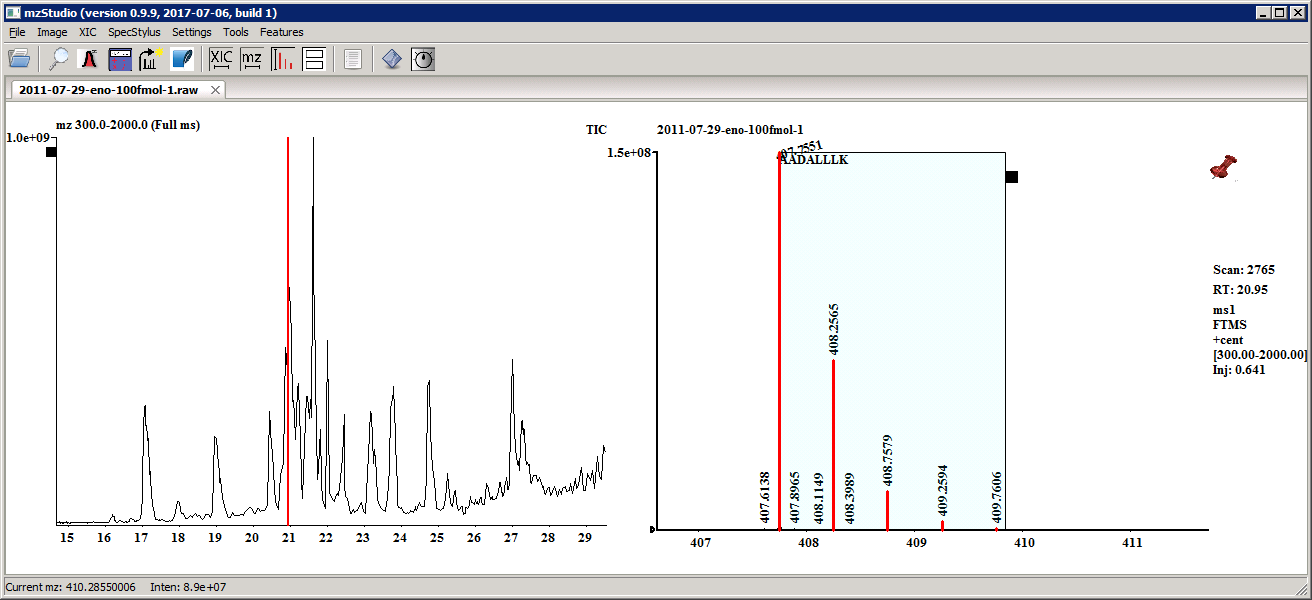 mzStudio (version 0.9.9, 2017-07-06, build 1)
File Image XIC SpecStylus Settings Tools Features
XIC mz
2011-07-29-eno-100fmol-1.raw
mz 300.0-2000.0 (Full ms)
TIC
1.0e+09
15 16 17 18 19 20 21 22 23 24 25 26 27 28 29
2011-07-29-eno-100fmol-1
1.5e+08
AADALLLK
407.6138
407.8965
408.1149
408.2565
408.3989
408.7579
409.2594
409.7606
407 408 409 410 411
Scan: 2765
RT: 20.95
ms1
FTMS
+cent
[300.00-2000.00]
Inj: 0.641
Current mz: 410.28550006 Inten: 8.9e+07